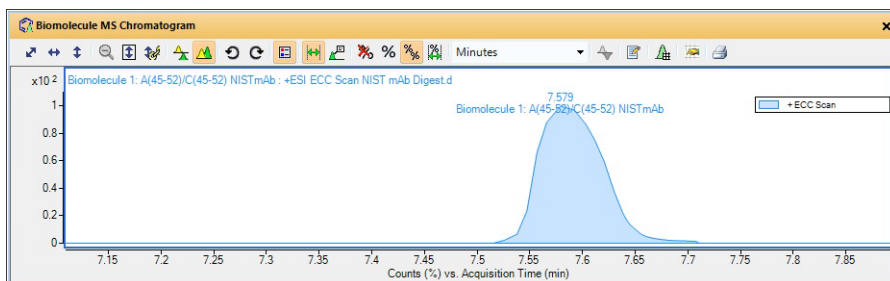 Biomolecule MS Chromatogram
Minutes
x10 2
Biomolecule 1: A(45-52)/C(45-52) NISTmAb : +ESI ECC Scan NIST mAb Digest.d
7.579
Biomolecule 1: A(45-52)/C(45-52) NISTmAb
+ ECC Scan
1
0.8
0.6
0.4
0.2
0
7.15 7.2 7.25 7.3 7.35 7.4 7.45 7.5 7.55 7.6 7.65 7.7 7.75 7.8 7.85
Counts (%) vs. Acquisition Time (min)